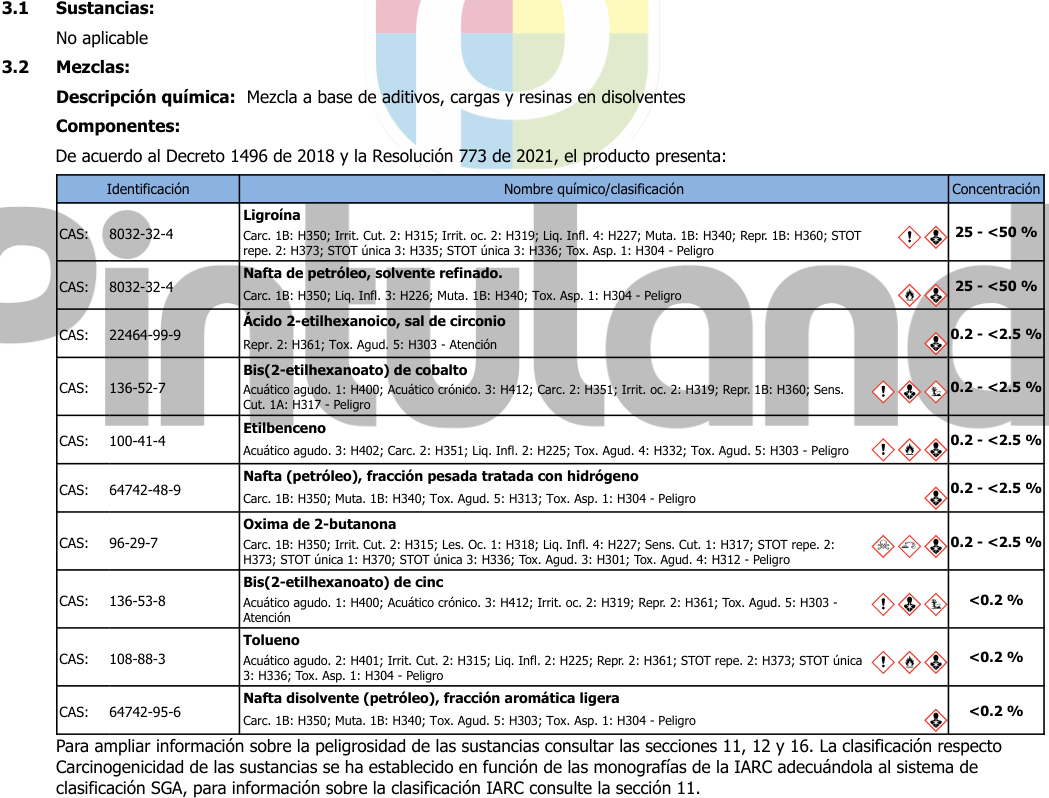 3.1 Sustancias:
No aplicable
3.2 Mezclas:
Descripción química: Mezcla a base de aditivos, cargas y resinas en disolventes
Componentes:
De acuerdo al Decreto 1496 de 2018 y la Resolución 773 de 2021, el producto presenta:
Identificación Nombre químico/clasificación Concentración
Ligroína
CAS: 8032-32-4 Carc. 1B: H350; Irrit. Cut. 2: H315; Irrit. oc. 2: H319; Liq. Infl. 4: H227; Muta. 1B: H340; Repr. 1B: H360; STOT 25 - <50 %
repe. 2: H373; STOT única 3: H335; STOT única 3: H336; Tox. Asp. 1: H304 - Peligro
Nafta de petróleo, solvente refinado.
CAS: 8032-32-4 25 - <50 %
Carc. 1B: H350; Liq. Infl. 3: H226; Muta. 1B: H340; Tox. Asp. 1: H304 - Peligro
Ácido 2-etilhexanoico, sal de circonio
CAS: 22464-99-9 0.2 - <2.5 %
Repr. 2: H361; Tox. Agud. 5: H303 - Atención
Bis(2-etilhexanoato) de cobalto
CAS: 136-52-7 Acuático agudo. 1: H400; Acuático crónico. 3: H412; Carc. 2: H351; Irrit. oc. 2: H319; Repr. 1B: H360; Sens. 0.2 - <2.5 %
Cut. 1A: H317 - Peligro
Etilbenceno
CAS: 100-41-4 0.2 - <2.5 %
Acuático agudo. 3: H402; Carc. 2: H351; Liq. Infl. 2: H225; Tox. Agud. 4: H332; Tox. Agud. 5: H303 - Peligro
Nafta (petróleo), fracción pesada tratada con hidrógeno
CAS: 64742-48-9 0.2 - <2.5 %
Carc. 1B: H350; Muta. 1B: H340; Tox. Agud. 5: H313; Tox. Asp. 1: H304 - Peligro
Oxima de 2-butanona
CAS: 96-29-7 Carc. 1B: H350; Irrit. Cut. 2: H315; Les. Oc. 1: H318; Liq. Infl. 4: H227; Sens. Cut. 1: H317; STOT repe. 2: 0.2 - <2.5 %
H373; STOT única 1: H370; STOT única 3: H336; Tox. Agud. 3: H301; Tox. Agud. 4: H312 - Peligro
Bis(2-etilhexanoato) de cinc
CAS: 136-53-8 Acuático agudo. 1: H400; Acuático crónico. 3: H412; Irrit. oc. 2: H319; Repr. 2: H361; Tox. Agud. 5: H303 - <0.2 %
Atención
Tolueno
CAS: 108-88-3 Acuático agudo. 2: H401; Irrit. Cut. 2: H315; Liq. Infl. 2: H225; Repr. 2: H361; STOT repe. 2: H373; STOT única <0.2 %
3: H336; Tox. Asp. 1: H304 - Peligro
Nafta disolvente (petróleo), fracción aromática ligera
CAS: 64742-95-6 <0.2 %
Carc. 1B: H350; Muta. 1B: H340; Tox. Agud. 5: H303; Tox. Asp. 1: H304 - Peligro
Para ampliar información sobre la peligrosidad de las sustancias consultar las secciones 11, 12 y 16. La clasificación respecto
Carcinogenicidad de las sustancias se ha establecido en función de las monografías de la IARC adecuándola al sistema de
clasificación SGA, para información sobre la clasificación IARC consulte la sección 11.
Pintuland